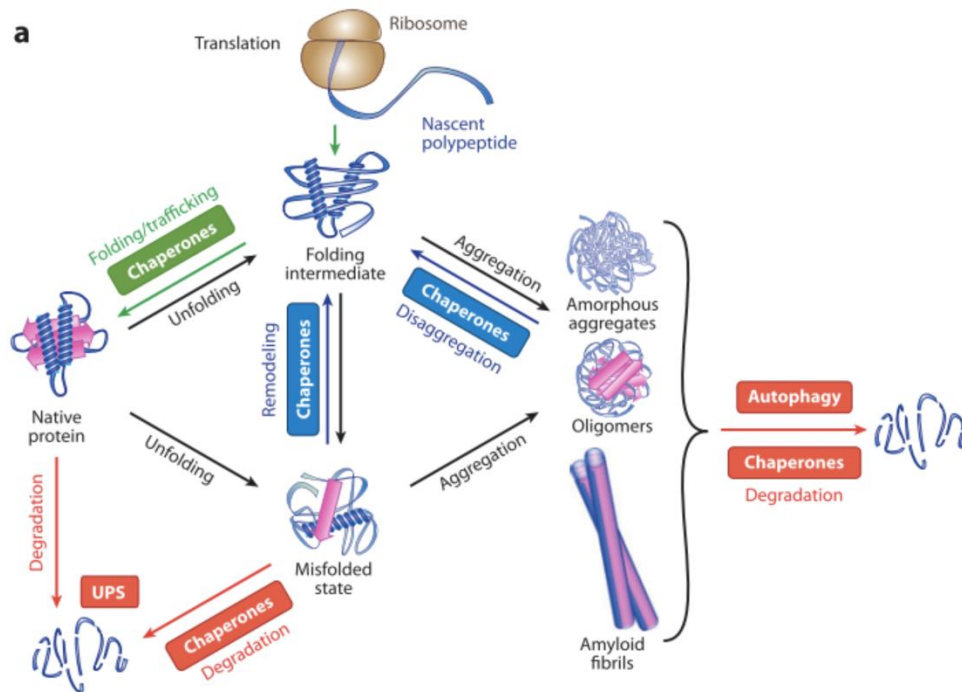 a
Ribosome
Translation
Nascent
polypeptide
Folding/trafficking
Chaperones
Unfolding
Folding
intermediate
Aggregation
Chaperones
Disaggregation
Amorphous
aggregates
Remodeling
Chaperones
Native
protein
Oligomers
Autophagy
Chaperones
Degradation
Unfolding
Aggregation
Degradation
Misfolded
state
UPS
Chaperones
Degradation
Amyloid
fibrils